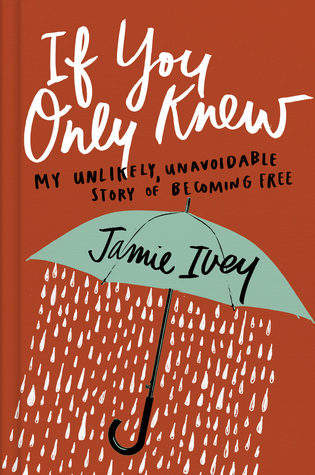 If You
Only Knew
MY UNLIKELY, UNAVOIDABLE
STORY OF BECOMING FREE
Jamie Ivey